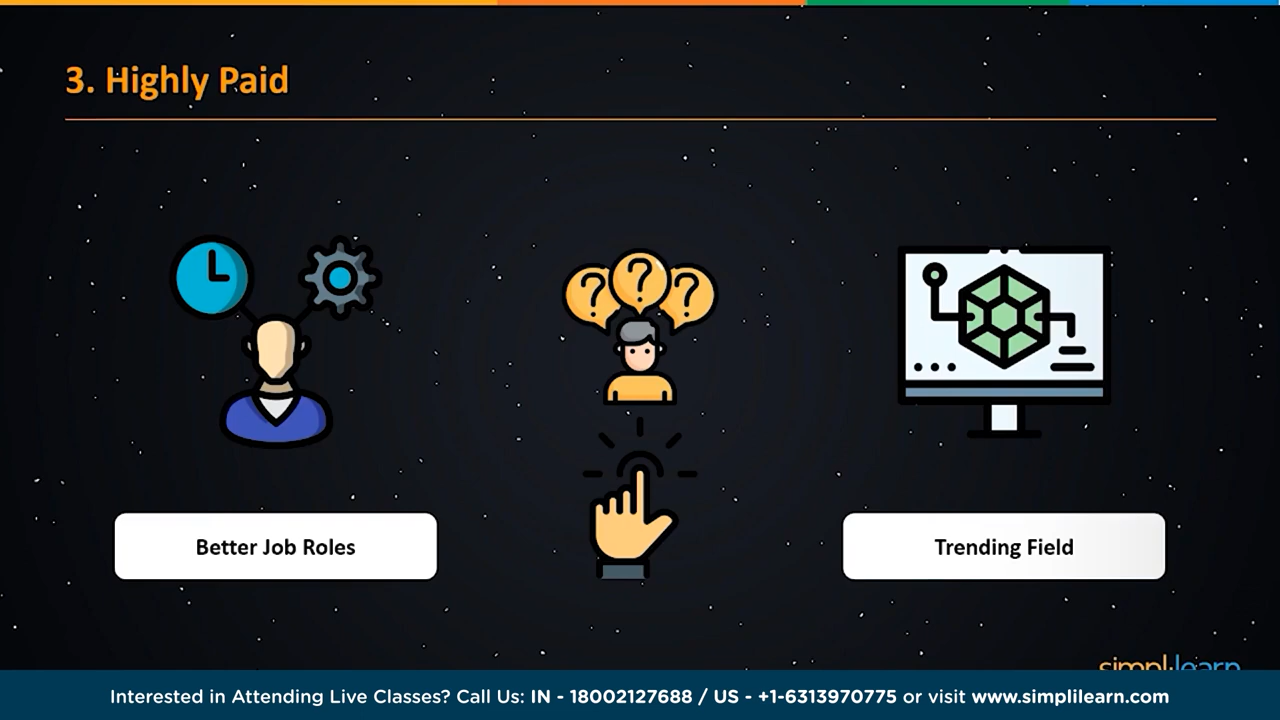 3. Highly Paid
? ? ?
Better Job Roles
Trending Field
simplilearn
Interested in Attending Live Classes? Call Us: IN - 18002127688 / US - +1-6313970775 or visit www.simplilearn.com